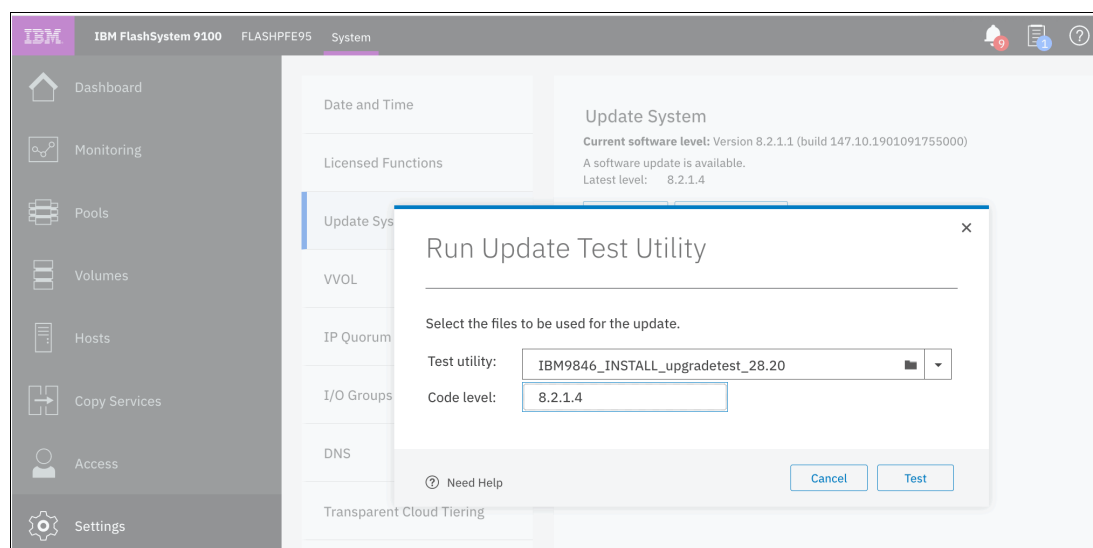 IBM
IBM FlashSystem 9100 FLASHPFE95 System
9
1
?
Dashboard
Monitoring
Pools
Volumes
Hosts
Copy Services
Access
Settings
Date and Time
Licensed Functions
Update Sys
VVOL
IP Quorum
I/O Groups
DNS
Transparent Cloud Tiering
Update System
Current software level: Version 8.2.1.1 (build 147.10.1901091755000)
A software update is available.
Latest level: 8.2.1.4
Run Update Test Utility
Select the files to be used for the update.
Test utility: IBM9846_INSTALL_upgradetest_28.20
Code level: 8.2.1.4
? Need Help
Cancel Test